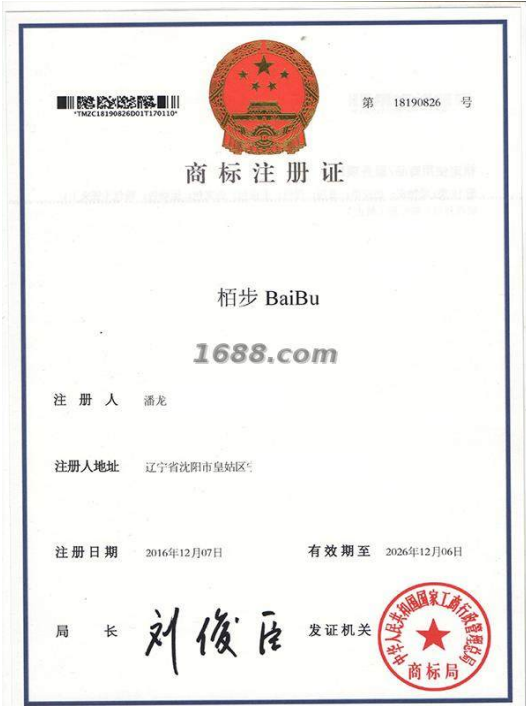 *TMZC18190826D01T170110*
第 18190826 号
商标注册证
栢步 BaiBu
1688.com
注册人 潘龙
注册人地址 辽宁省沈阳市皇姑区
注册日期 2016年12月07日 有效期至 2026年12月06日
局长 刘俊臣 发证机关
中华人民共和国国家工商行政管理总局
商标局